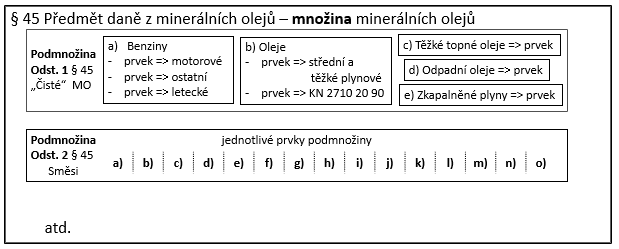 § 45 Předmět daně z minerálních olejů – množina minerálních olejů
Podmnožina
Odst. 1 § 45
„Čisté“ MO
a) Benziny
- prvek => motorové
- prvek => ostatní
- prvek => letecké
b) Oleje
- prvek => střední a
těžké plynové
- prvek => KN 2710 20 90
c) Těžké topné oleje => prvek
d) Odpadní oleje => prvek
e) Zkapalněné plyny => prvek
Podmnožina
Odst. 2 § 45
Směsi
jednotlivé prvky podmnožiny
a) b) c) d) e) f) g) h) i) j) k) l) m) n) o)
atd.